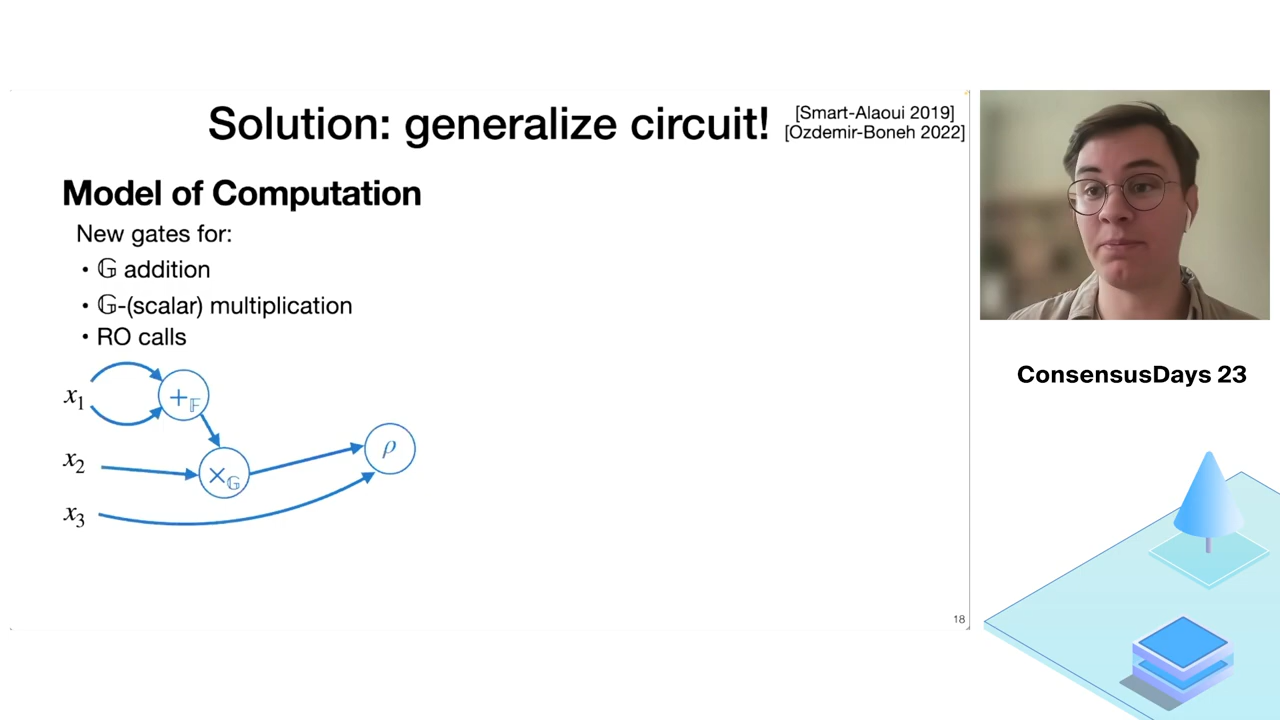 Solution: generalize circuit!
[Smart-Alaoui 2019]
[Ozdemir-Boneh 2022]
Model of Computation
New gates for:
• 𝔾 addition
• 𝔾-(scalar) multiplication
• RO calls
x₁
+𝔽
x₂
×𝔾
ρ
x₃
18
ConsensusDays 23